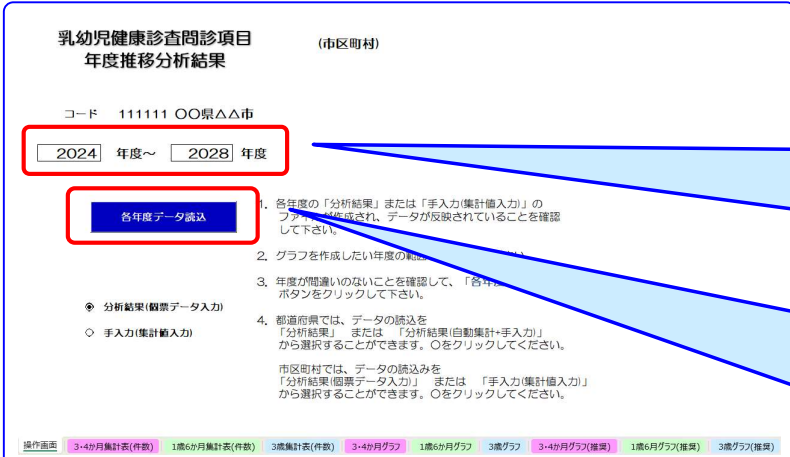 乳幼児健康診査問診項目
年度推移分析結果
(市区町村)
コード 111111 〇〇県△△市
2024 年度～ 2028 年度
各年度データ読込
1. 各年度の「分析結果」または「手入力(集計値入力)」の
ファイルが作成され、データが反映されていることを確認
して下さい。
2. グラフを作成したい年度の範囲
3. 年度が間違いのないことを確認して、「各年度
ボタンをクリックして下さい。
分析結果(個票データ入力)
手入力(集計値入力)
4. 都道府県では、データの読込を
「分析結果」 または 「分析結果(自動集計+手入力)」
から選択することができます。〇をクリックしてください。
市区町村では、データの読込みを
「分析結果(個票データ入力)」 または 「手入力(集計値入力)」
から選択することができます。〇をクリックしてください。
操作画面 3・4か月集計表(件数) 1歳6か月集計表(件数) 3歳集計表(件数) 3・4か月グラフ 1歳6か月グラフ 3歳グラフ 3・4か月グラフ(推奨) 1歳6月グラフ(推奨) 3歳グラフ(推奨)